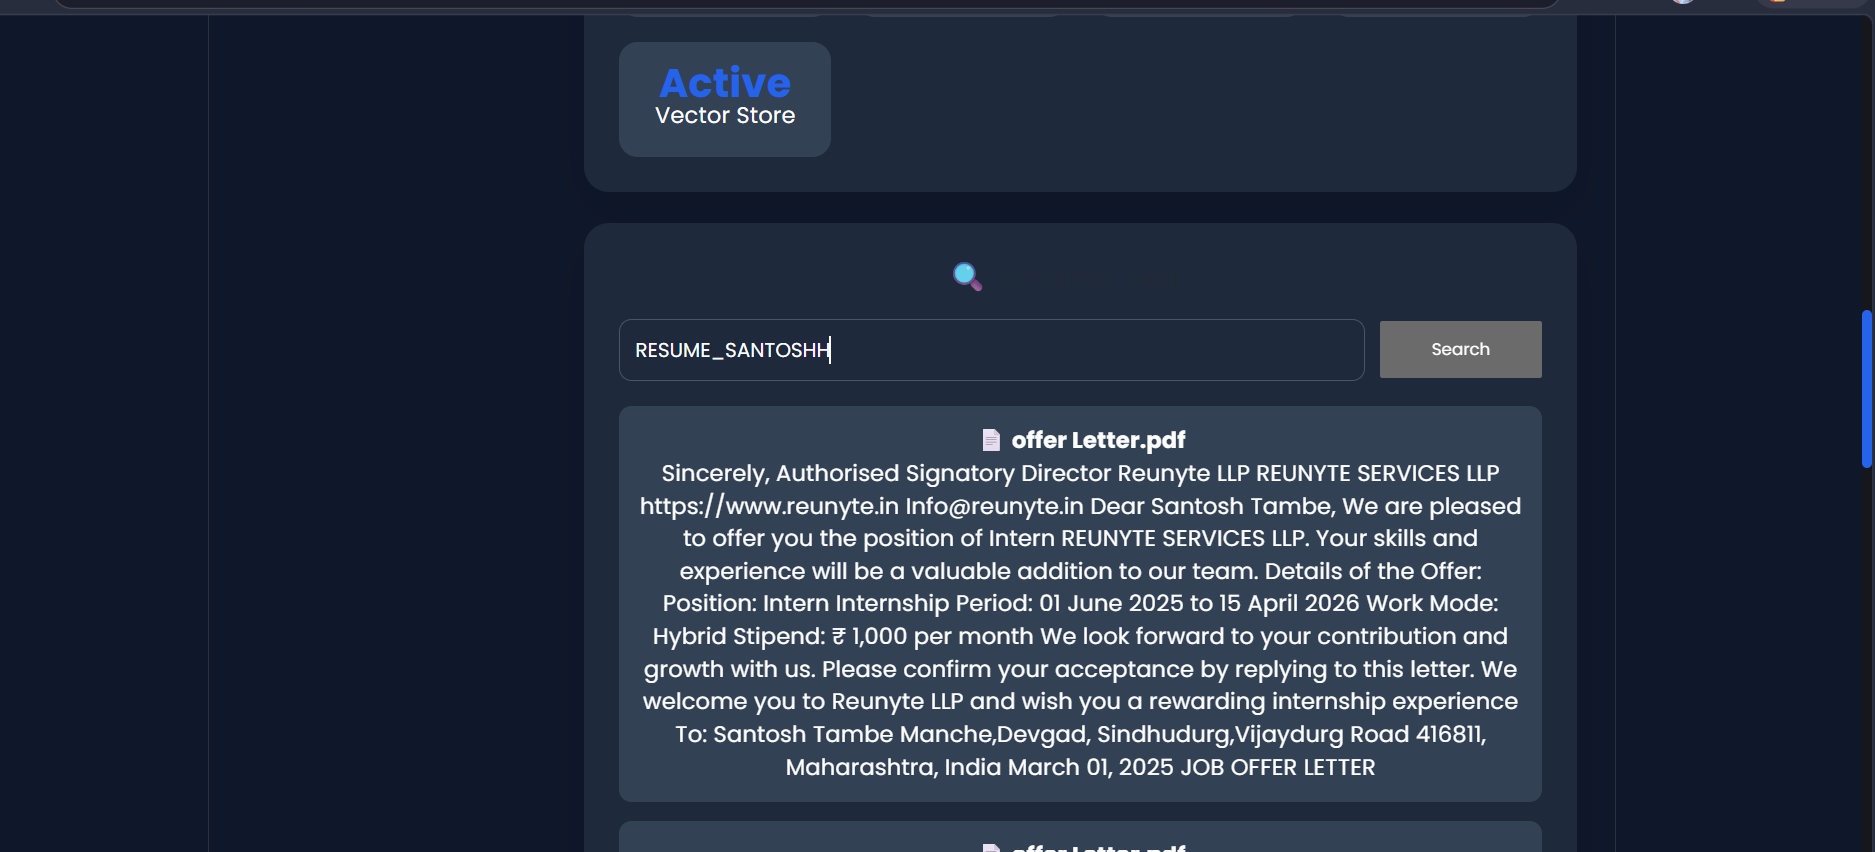 Active
Vector Store
RESUME_SANTOSHH
Search
offer Letter.pdf
Sincerely, Authorised Signatory Director Reunyte LLP REUNYTE SERVICES LLP
https://www.reunyte.in Info@reunyte.in Dear Santosh Tambe, We are pleased
to offer you the position of Intern REUNYTE SERVICES LLP. Your skills and
experience will be a valuable addition to our team. Details of the Offer:
Position: Intern Internship Period: 01 June 2025 to 15 April 2026 Work Mode:
Hybrid Stipend: ₹ 1,000 per month We look forward to your contribution and
growth with us. Please confirm your acceptance by replying to this letter. We
welcome you to Reunyte LLP and wish you a rewarding internship experience
To: Santosh Tambe Manche,Devgad, Sindhudurg,Vijaydurg Road 416811,
Maharashtra, India March 01, 2025 JOB OFFER LETTER
offer Letter.pdf